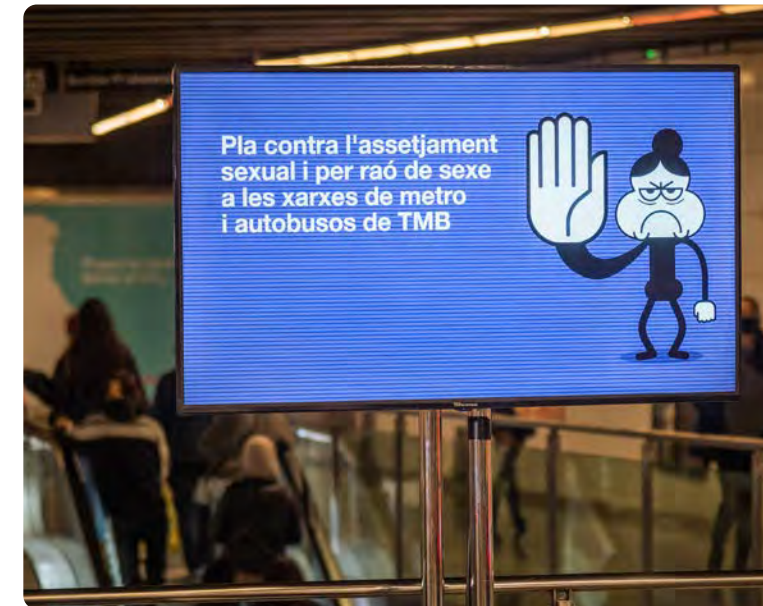 Pla contra l'assetjament
sexual i per raó de sexe
a les xarxes de metro
i autobusos de TMB